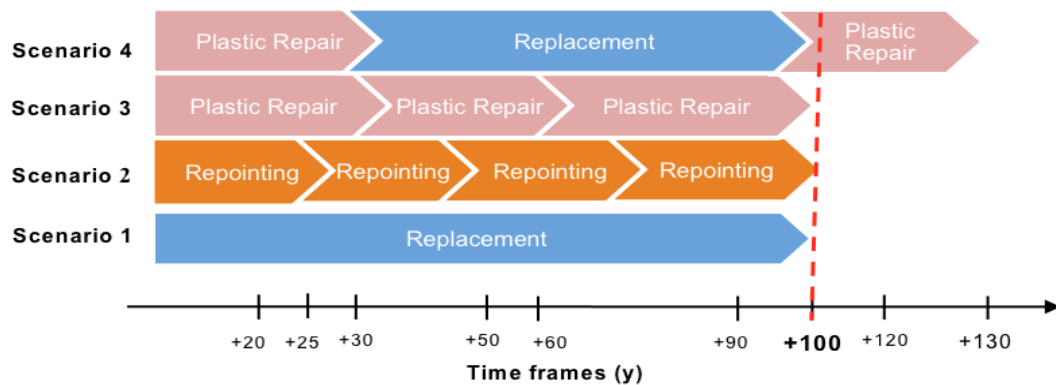 Scenario 4
Plastic Repair
Replacement
Plastic
Repair
Scenario 3
Plastic Repair
Plastic Repair
Plastic Repair
Scenario 2
Repointing
Repointing
Repointing
Repointing
Scenario 1
Replacement
+20
+25
+30
+50
+60
+90
+100
+120
+130
Time frames (y)